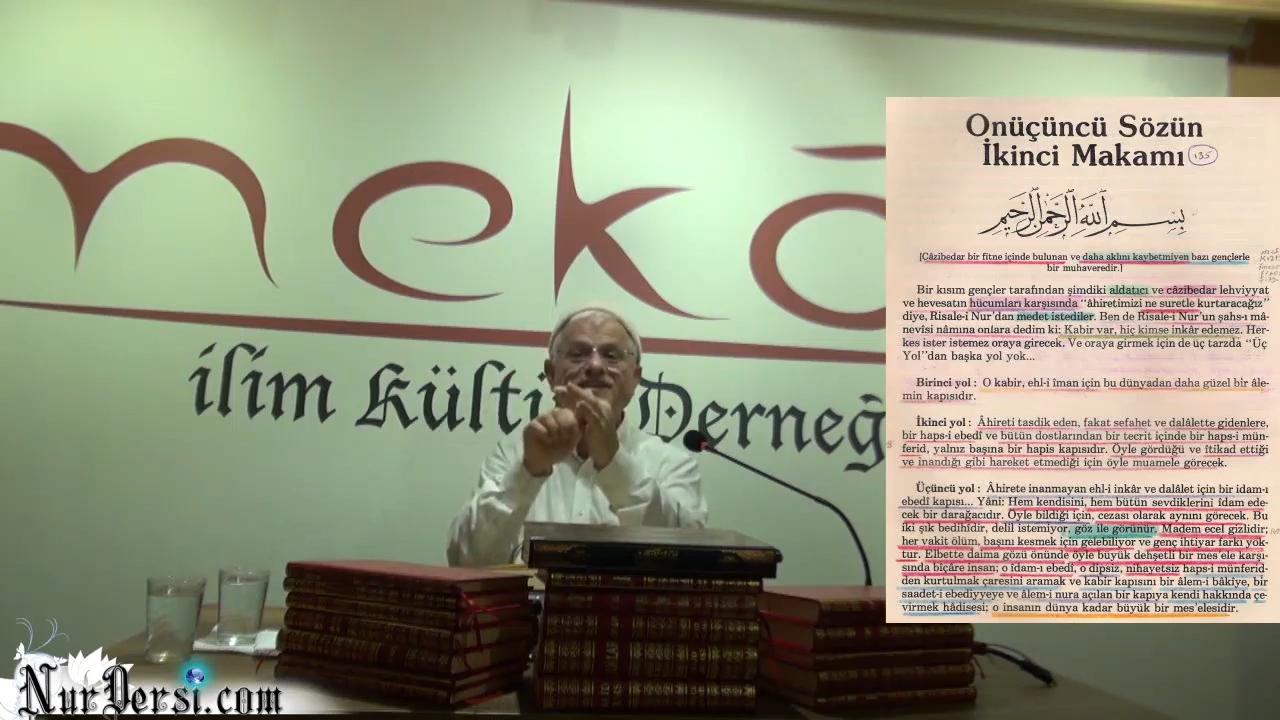 mekâ
ilim Kültü Derneğ
Onüçüncü Sözün
İkinci Makamı
135
بِسْمِ اللّٰهِ الرَّحْمٰنِ الرَّحِيمِ
[Câzibedar bir fitne içinde bulunan ve daha aklını kaybetmiyen bazı gençlerle
bir muhaveredir.]
Bir kısım gençler tarafından şimdiki aldatıcı ve câzibedar lehviyyat
ve hevesatın hücumları karşısında "âhiretimizi ne suretle kurtaracağız"
diye, Risale-i Nur'dan medet istediler. Ben de Risale-i Nur'un şahs-ı mâ-
nevîsi nâmına onlara dedim ki: Kabir var, hiç kimse inkâr edemez. Her-
kes ister istemez oraya girecek. Ve oraya girmek için de üç tarzda "Üç
Yol"dan başka yol yok...
Birinci yol : O kabir, ehl-i îman için bu dünyadan daha güzel bir âle-
min kapısıdır.
İkinci yol : Âhireti tasdik eden, fakat sefahet ve dalâlette gidenlere,
bir haps-i ebedî ve bütün dostlarından bir tecrit içinde bir haps-i mün-
ferid, yalnız başına bir hapis kapısıdır. Öyle gördüğü ve itikad ettiği
ve inandığı gibi hareket etmediği için öyle muamele görecek.
Üçüncü yol : Âhirete inanmayan ehl-i inkâr ve dalâlet için bir idam-ı
ebedî kapısı... Yâni: Hem kendisini, hem bütün sevdiklerini îdam ede-
cek bir darağacıdır. Öyle bildiği için, cezası olarak aynını görecek. Bu
iki şık bedihîdir, delil istemiyor, göz ile görünür. Madem ecel gizlidir;
her vakit ölüm, başını kesmek için gelebiliyor ve genç ihtiyar farkı yok-
tur. Elbette daima gözü önünde öyle büyük dehşetli bir mes'ele karşı-
sında bîçâre insan; o îdam-ı ebedî, o dipsiz, nihayetsiz haps-i münferid-
den kurtulmak çaresini aramak ve kabir kapısını bir âlem-i bâkiye, bir
saadet-i ebediyyeye ve âlem-i nura açılan bir kapıya kendi hakkında çe-
virmek hâdisesi; o insanın dünya kadar büyük bir mes'elesidir.
NurDersi.com